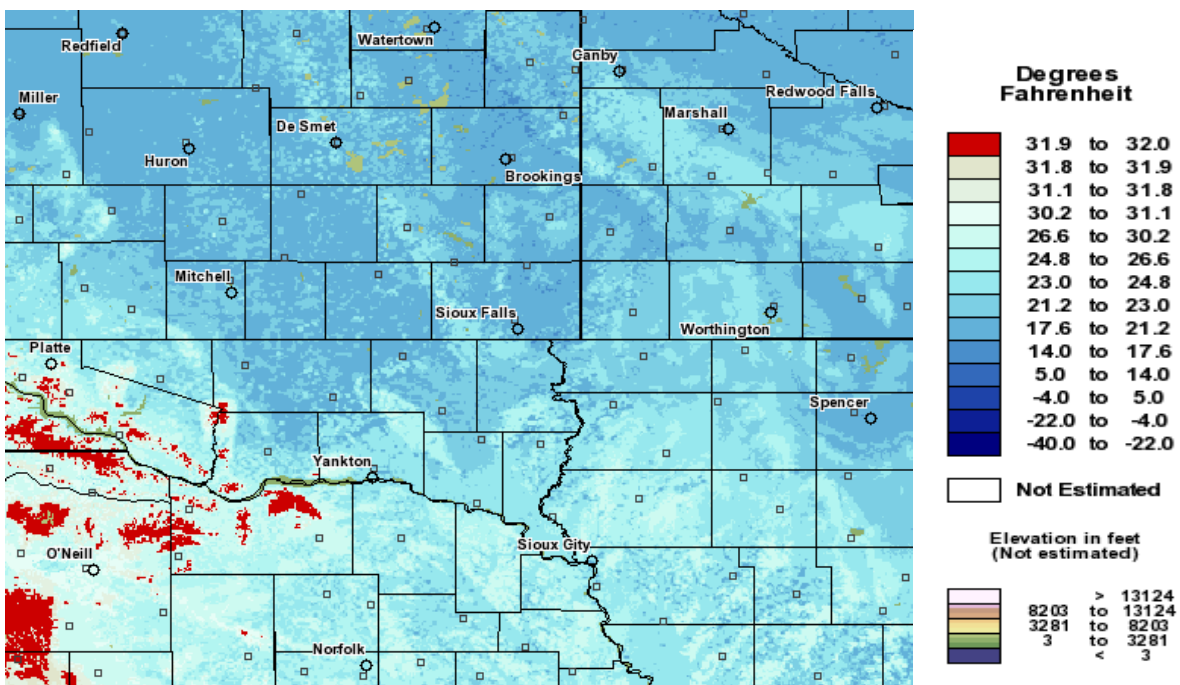 Redfield
Watertown
Canby
Miller
Redwood Falls
Marshall
De Smet
Huron
Brookings
Mitchell
Sioux Falls
Worthington
Platte
Spencer
Yankton
O'Neill
Sioux City
Norfolk
Degrees
Fahrenheit
31.9 to 32.0
31.8 to 31.9
31.1 to 31.8
30.2 to 31.1
26.6 to 30.2
24.8 to 26.6
23.0 to 24.8
21.2 to 23.0
17.6 to 21.2
14.0 to 17.6
5.0 to 14.0
-4.0 to 5.0
-22.0 to -4.0
-40.0 to -22.0
Not Estimated
Elevation in feet
(Not estimated)
> 13124
8203 to 13124
3281 to 8203
3 to 3281
< 3